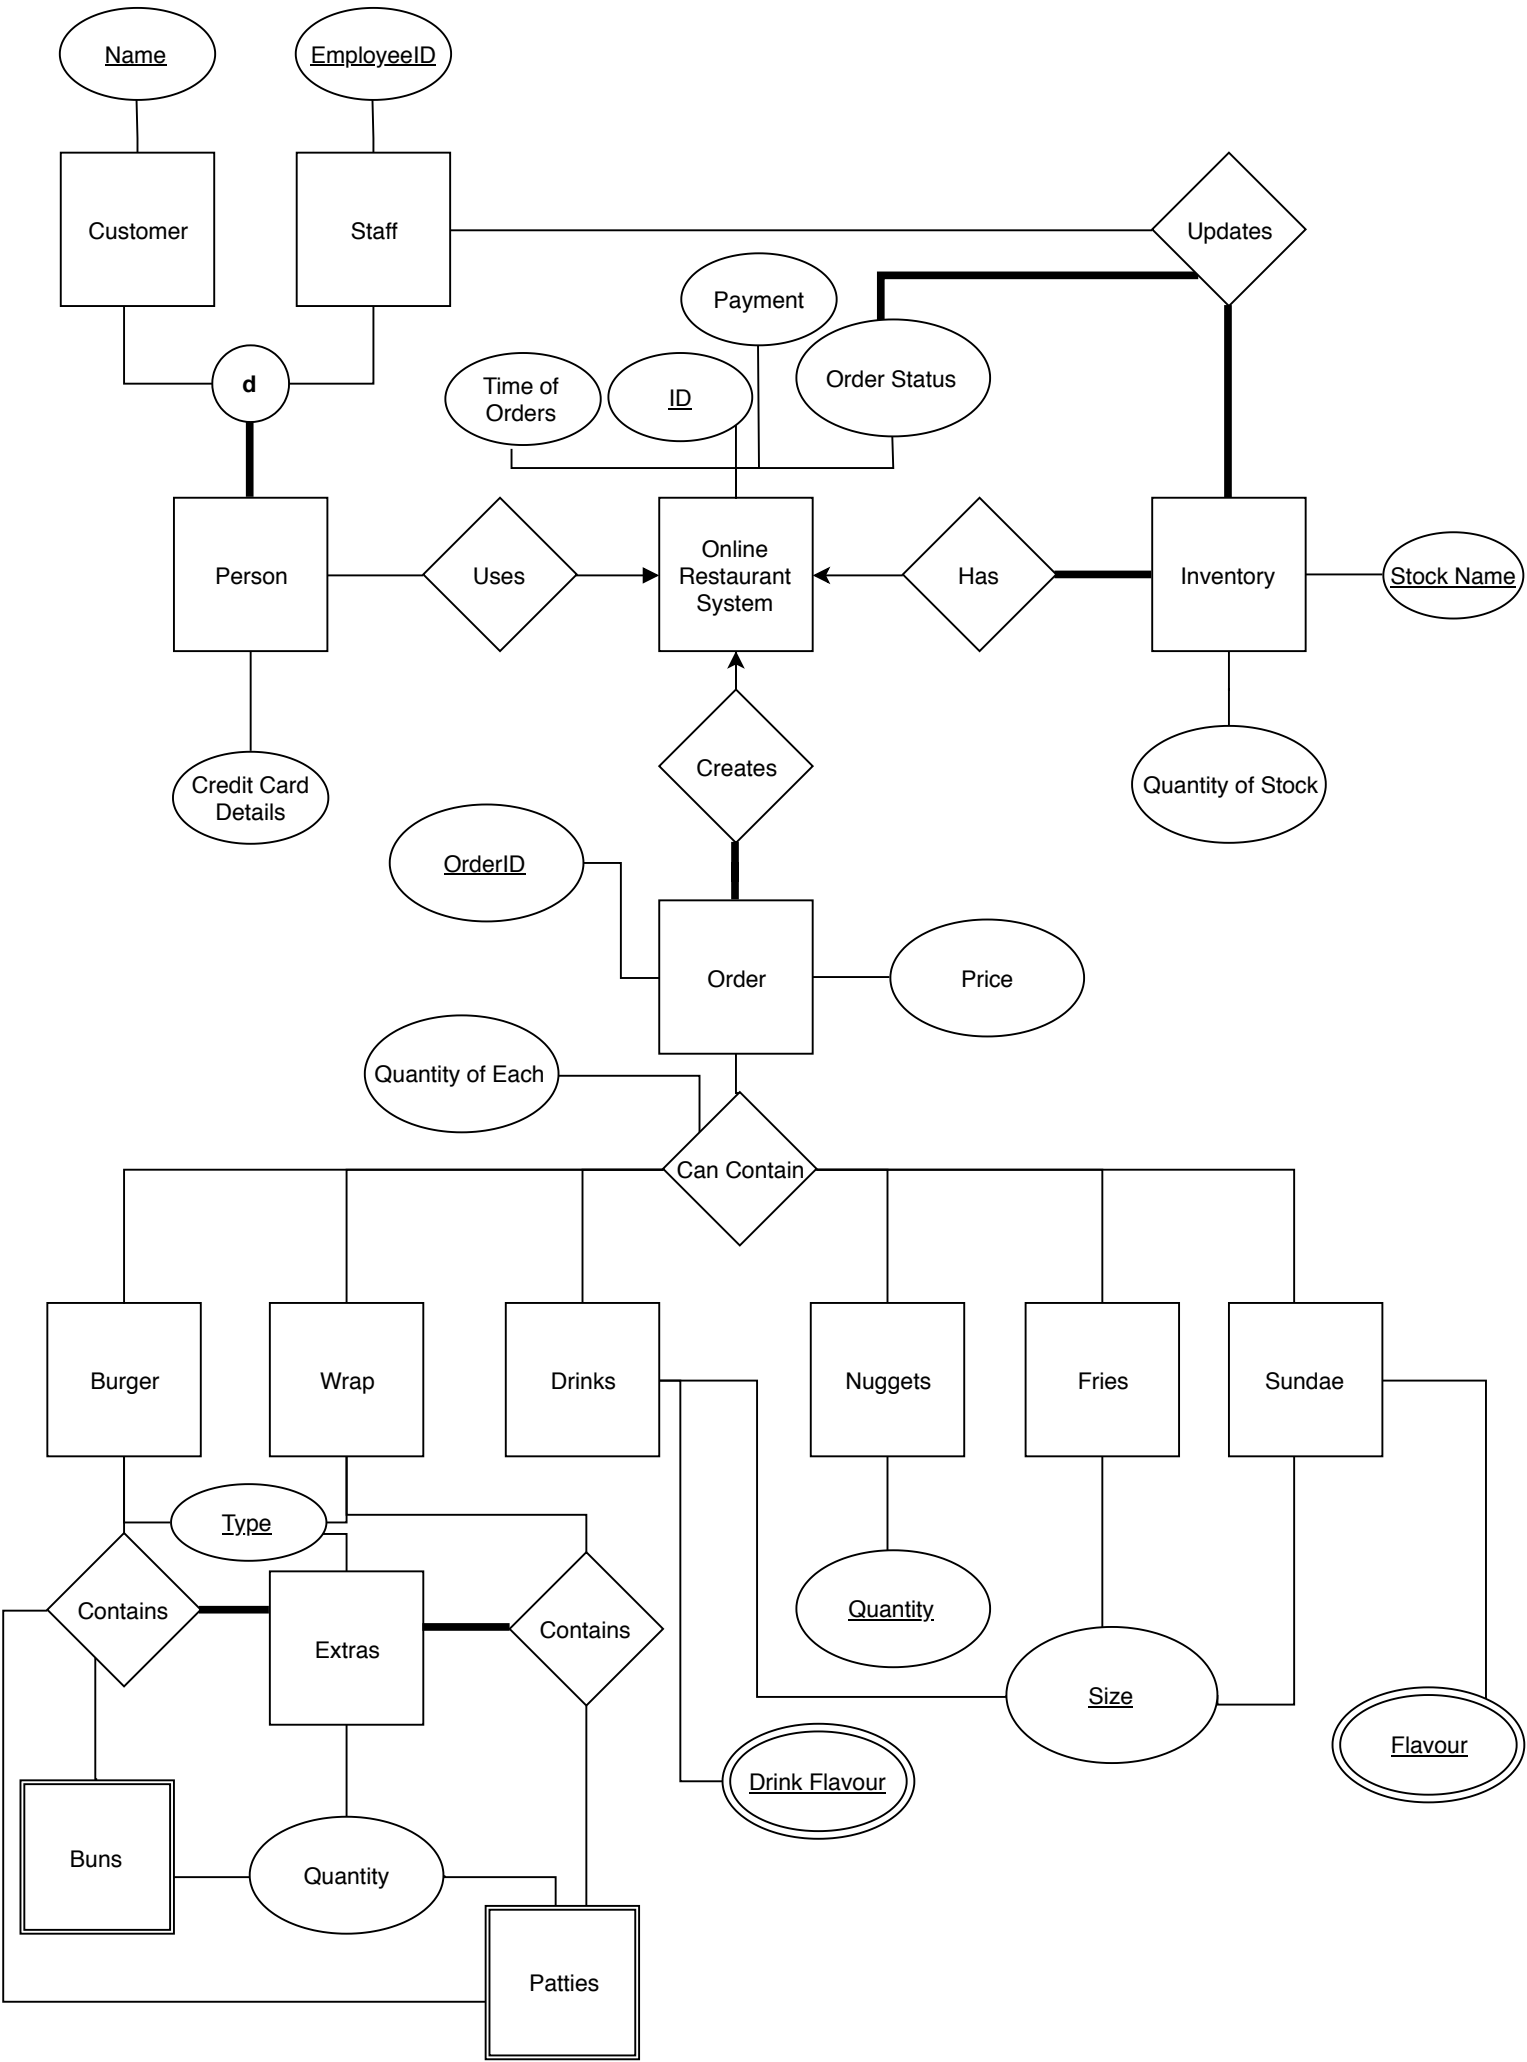 Name
EmployeeID
Customer
Staff
Updates
Payment
Order Status
d
Time of
Orders
ID
Person
Uses
Online
Restaurant
System
Has
Inventory
Stock Name
Credit Card
Details
Creates
Quantity of Stock
OrderID
Order
Price
Quantity of Each
Can Contain
Burger
Wrap
Drinks
Nuggets
Fries
Sundae
Type
Contains
Extras
Contains
Quantity
Size
Flavour
Drink Flavour
Buns
Quantity
Patties